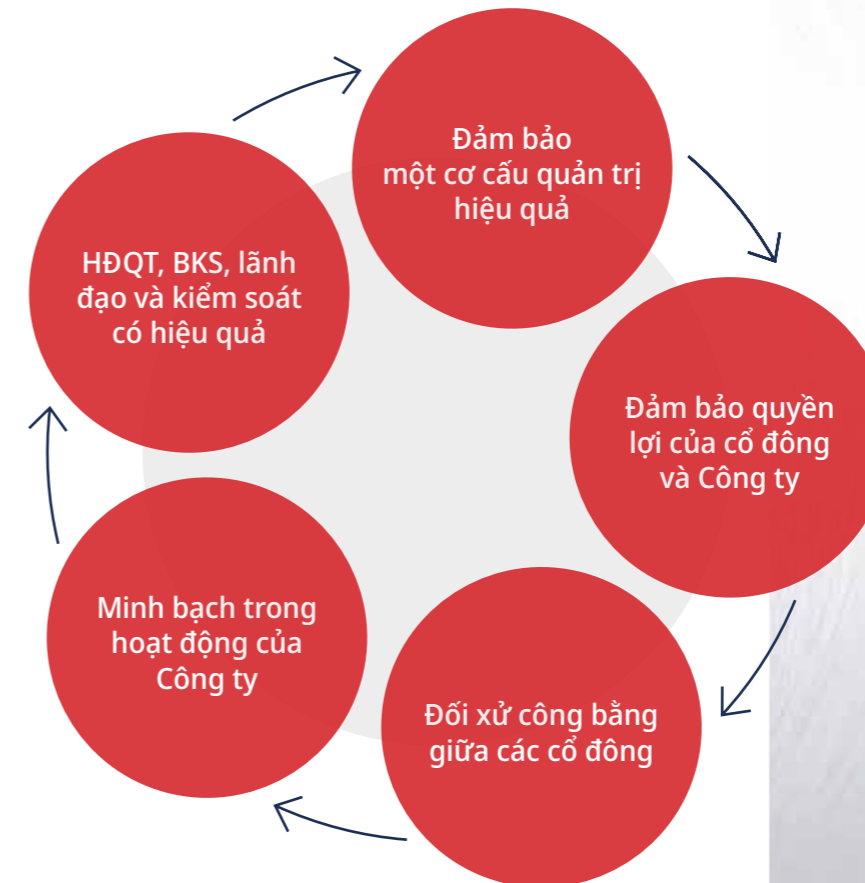 Đảm bảo
một cơ cấu quản trị
hiệu quả
Đảm bảo quyền
lợi của cổ đông
và Công ty
Đối xử công bằng
giữa các cổ đông
Minh bạch trong
hoạt động của
Công ty
HĐQT, BKS, lãnh
đạo và kiểm soát
có hiệu quả